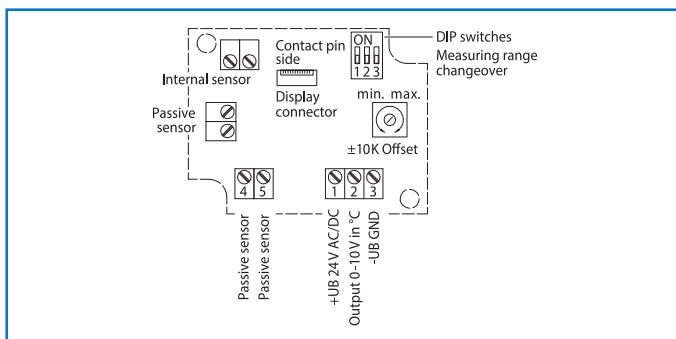 ON
1 2 3
DIP switches
Measuring range
changeover
Contact pin
side
Internal sensor
Display
connector
Passive
sensor
min. max.
±10K Offset
4 5
1 2 3
Passive sensor
Passive sensor
+UB 24V AC/DC
Output 0-10V in °C
-UB GND